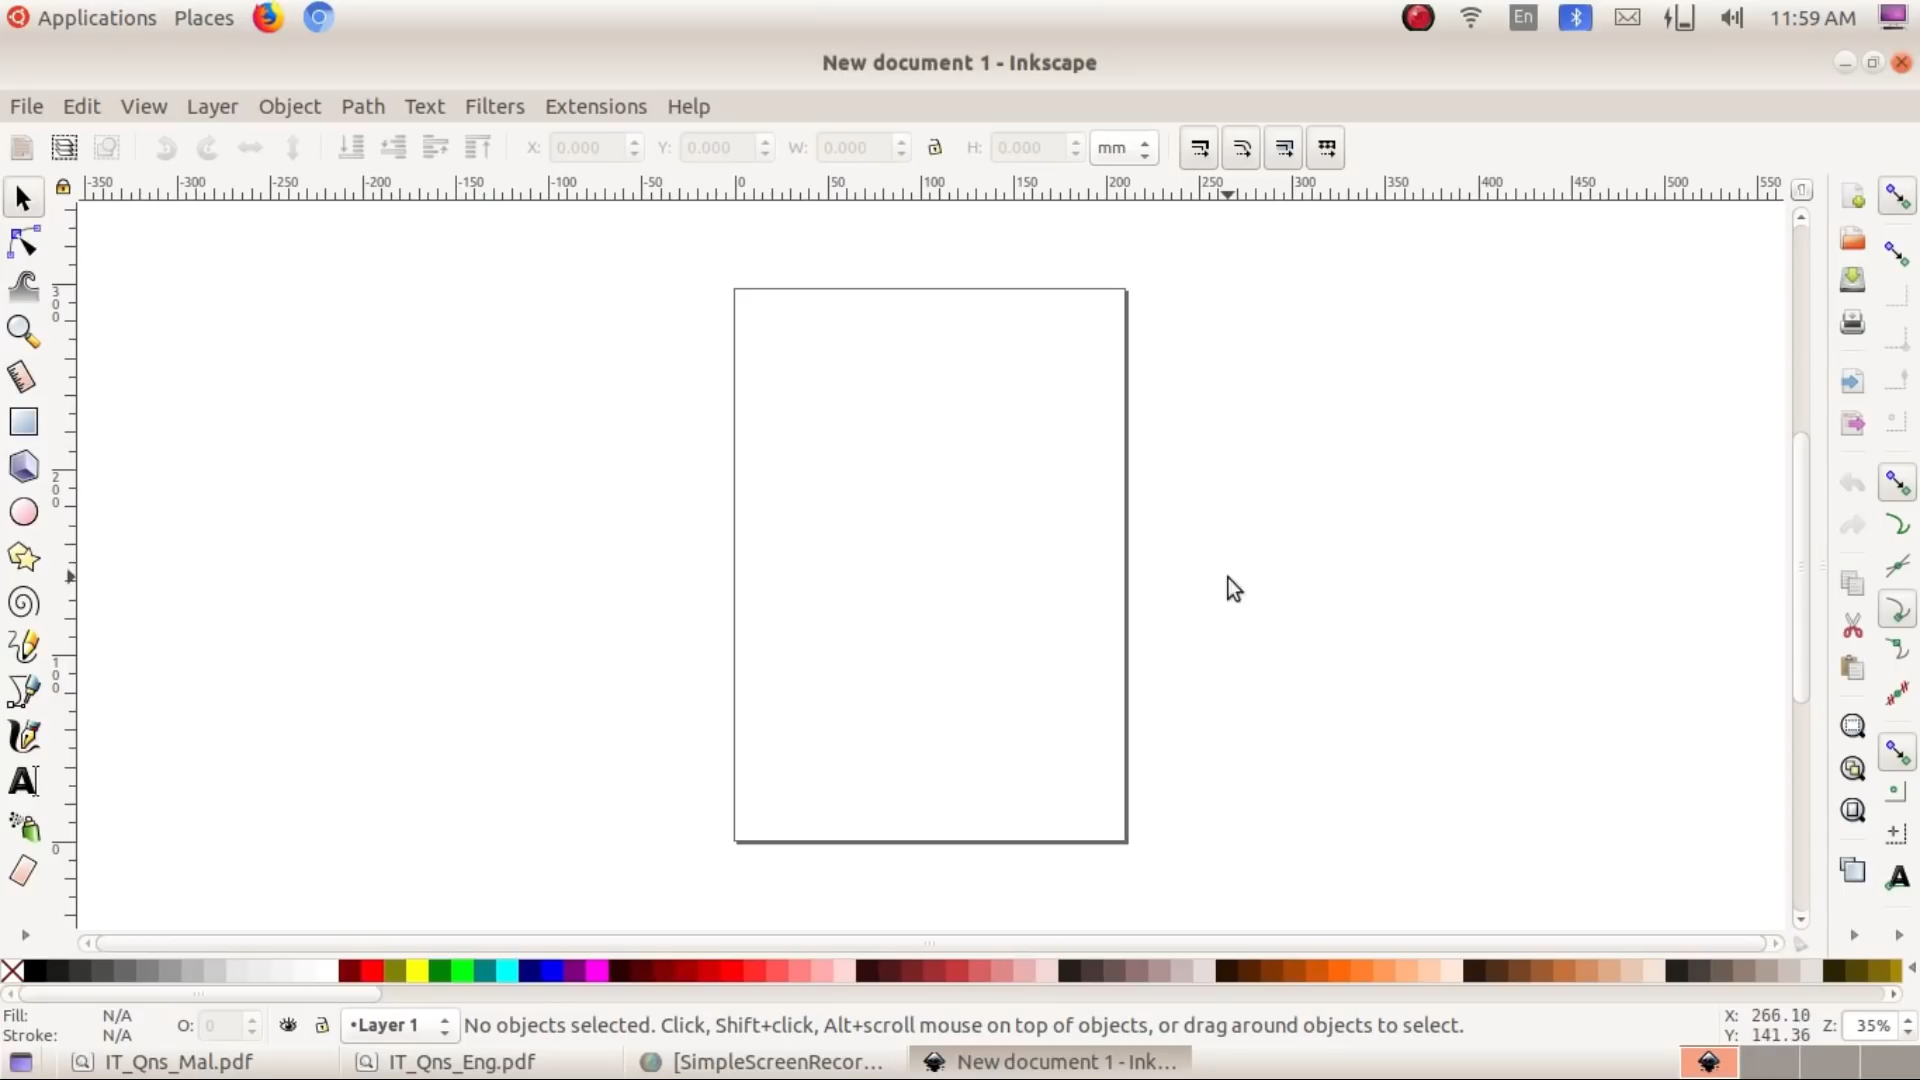 Applications Places En 11:59 AM
New document 1 - Inkscape
File Edit View Layer Object Path Text Filters Extensions Help
X: 0.000 Y: 0.000 W: 0.000 H: 0.000 mm
-350 -300 -250 -200 -150 -100 -50 0 50 100 150 200 250 300 350 400 450 500 550
300
200
100
0
Fill: N/A
Stroke: N/A
O: 0
•Layer 1
No objects selected. Click, Shift+click, Alt+scroll mouse on top of objects, or drag around objects to select.
X: 266.10
Y: 141.36
Z: 35%
IT_Qns_Mal.pdf IT_Qns_Eng.pdf [SimpleScreenRecor... New document 1 - Ink...